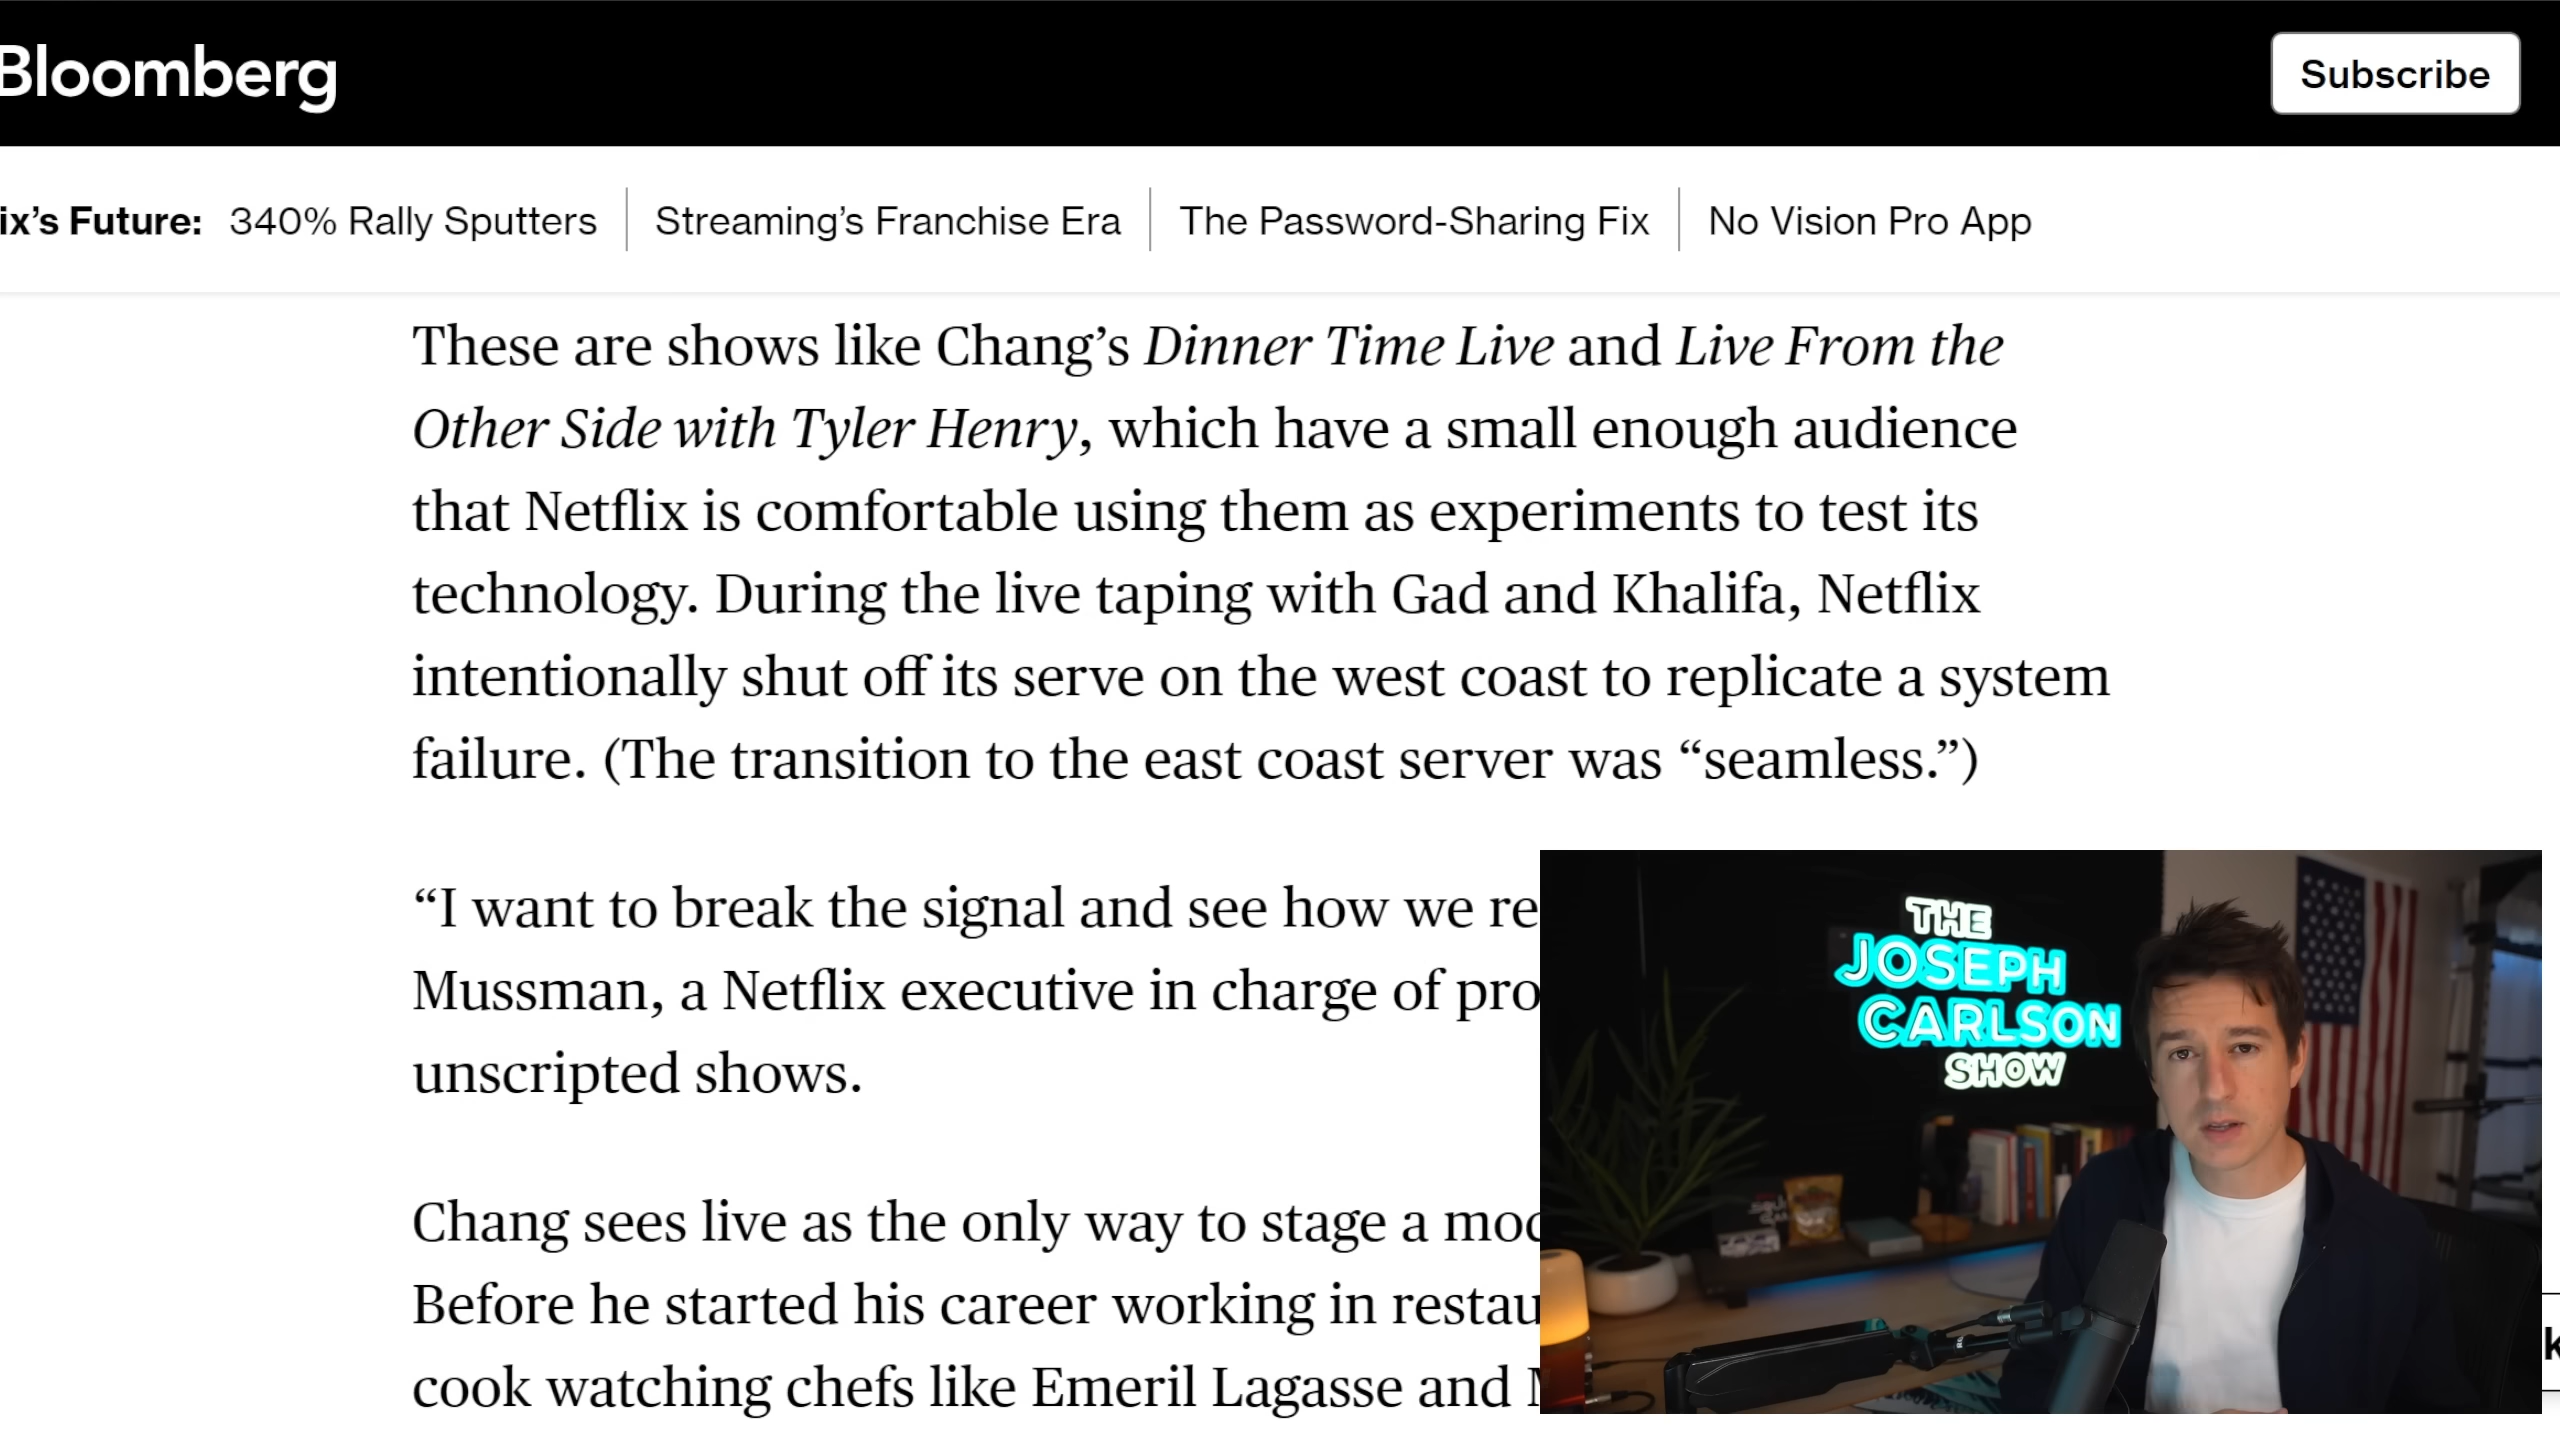 Bloomberg
Subscribe
ix’s Future: 340% Rally Sputters Streaming’s Franchise Era The Password-Sharing Fix No Vision Pro App
These are shows like Chang’s Dinner Time Live and Live From the
Other Side with Tyler Henry, which have a small enough audience
that Netflix is comfortable using them as experiments to test its
technology. During the live taping with Gad and Khalifa, Netflix
intentionally shut off its serve on the west coast to replicate a system
failure. (The transition to the east coast server was “seamless.”)
“I want to break the signal and see how we re
Mussman, a Netflix executive in charge of pro
unscripted shows.
Chang sees live as the only way to stage a mod
Before he started his career working in restau
cook watching chefs like Emeril Lagasse and
THE
JOSEPH
CARLSON
SHOW